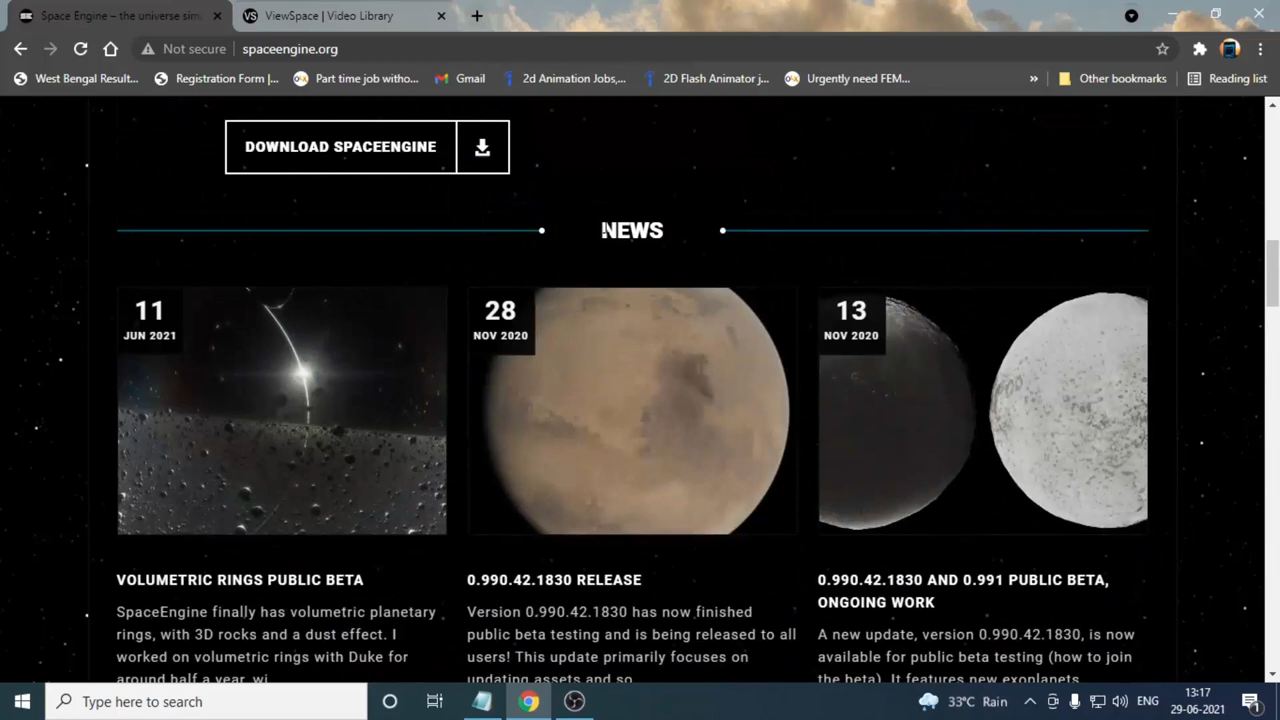 Space Engine – the universe sim
VS ViewSpace | Video Library
Not secure spaceengine.org
West Bengal Result...
Registration Form |...
Part time job witho...
Gmail
2d Animation Jobs,...
2D Flash Animator j...
Urgently need FEM...
»
Other bookmarks
Reading list
DOWNLOAD SPACEENGINE
NEWS
11
JUN 2021
28
NOV 2020
13
NOV 2020
VOLUMETRIC RINGS PUBLIC BETA
SpaceEngine finally has volumetric planetary
rings, with 3D rocks and a dust effect. I
worked on volumetric rings with Duke for
around half a year, wi
0.990.42.1830 RELEASE
Version 0.990.42.1830 has now finished
public beta testing and is being released to all
users! This update primarily focuses on
updating assets and so
0.990.42.1830 AND 0.991 PUBLIC BETA,
ONGOING WORK
A new update, version 0.990.42.1830, is now
available for public beta testing (how to join
the beta). It features new exoplanets,
Type here to search
33°C Rain
ENG
13:17
29-06-2021